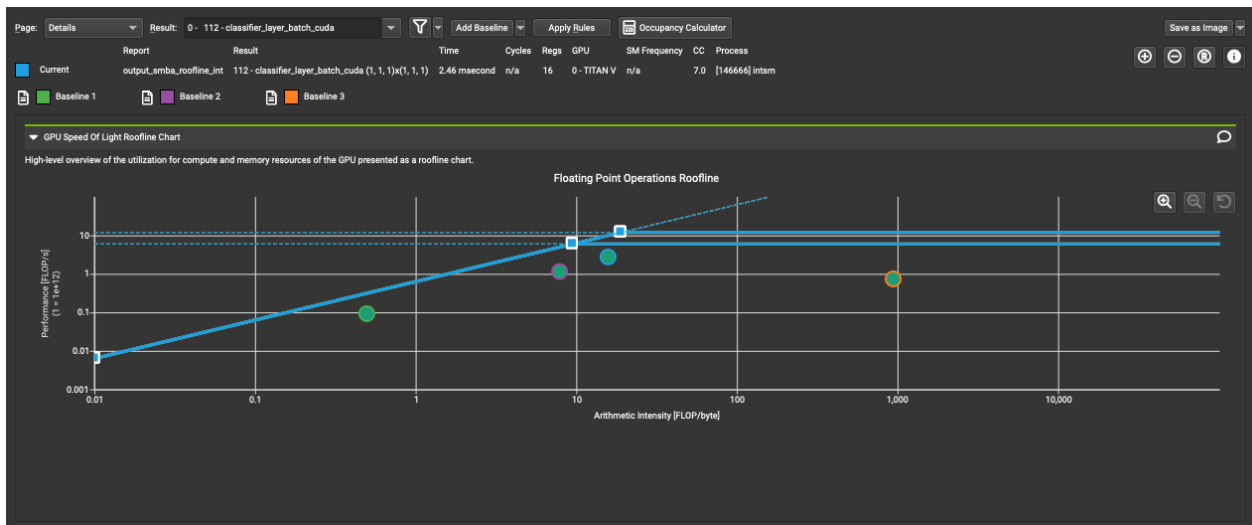 Page: Details Result: 0 - 112 - classifier_layer_batch_cuda Add Baseline Apply Rules Occupancy Calculator Save as Image
Report Result Time Cycles Regs GPU SM Frequency CC Process
Current output_smba_roofline_int 112 - classifier_layer_batch_cuda (1, 1, 1)x(1, 1, 1) 2.46 msecond n/a 16 0 - TITAN V n/a 7.0 [146666] intsm
Baseline 1 Baseline 2 Baseline 3
GPU Speed Of Light Roofline Chart
High-level overview of the utilization for compute and memory resources of the GPU presented as a roofline chart.
Floating Point Operations Roofline
Performance [FLOP/s]
(1 = 1e+12)
10
1
0.1
0.01
0.001
0.01 0.1 1 10 100 1,000 10,000
Arithmetic Intensity [FLOP/byte]